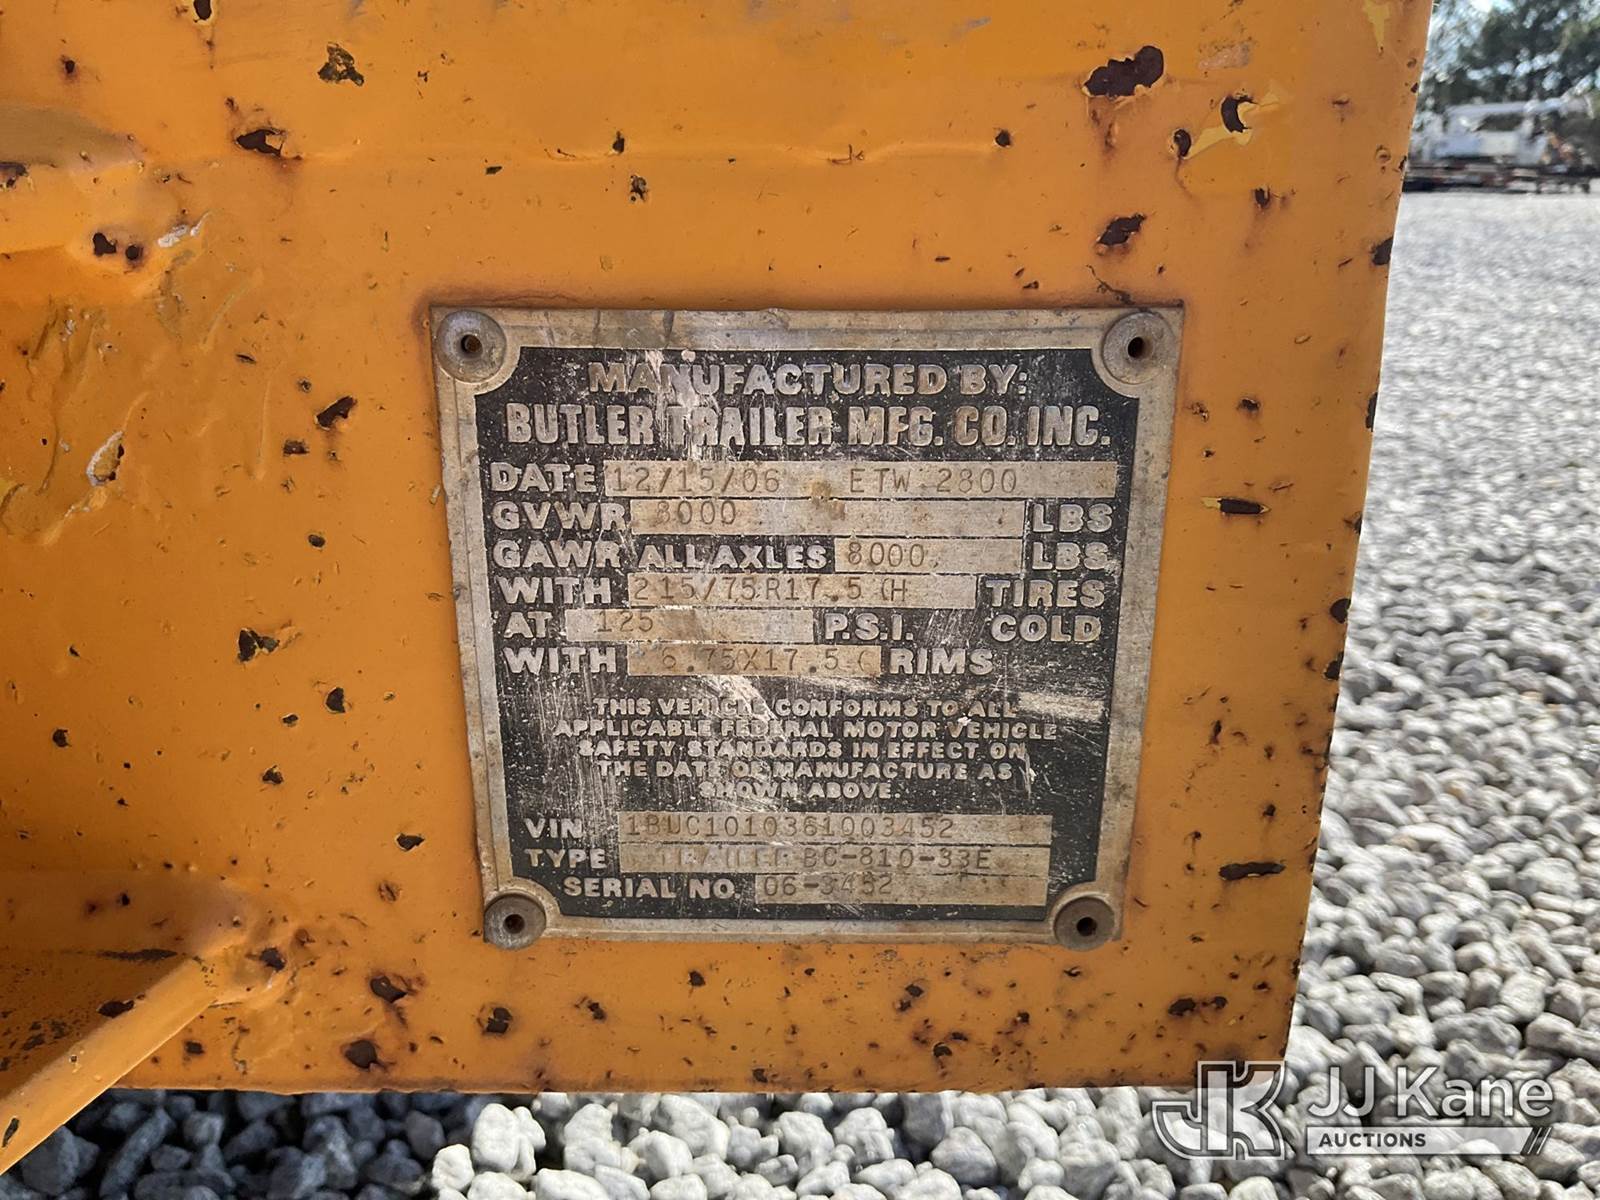 MANUFACTURED BY:
BUTLER TRAILER MFG. CO. INC.
DATE 12/15/06 ETW 2800
GVWR 8000 LBS
GAWR ALL AXLES 8000 LBS
WITH 215/75R17.5 (H TIRES
AT 125 P.S.I. COLD
WITH 6.75X17.5 ( RIMS
THIS VEHICLE CONFORMS TO ALL
APPLICABLE FEDERAL MOTOR VEHICLE
SAFETY STANDARDS IN EFFECT ON
THE DATE OF MANUFACTURE AS
SHOWN ABOVE.
VIN 1BUC1010361003452
TYPE BC-810-33E
SERIAL NO. 06-3452
JK JJ Kane
AUCTIONS